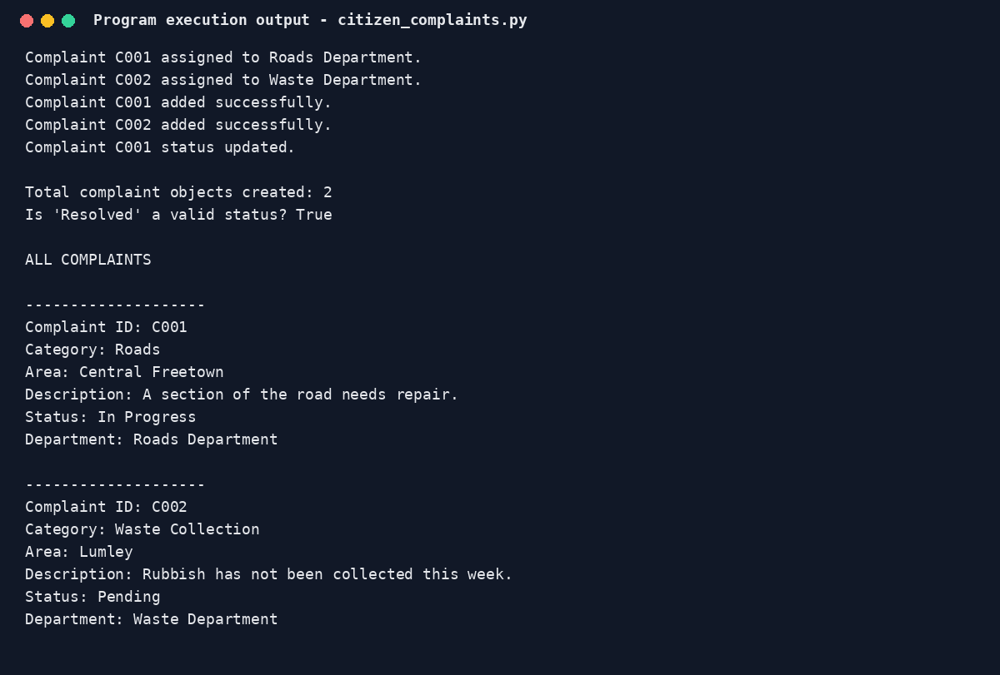 Program execution output - citizen_complaints.py
Complaint C001 assigned to Roads Department.
Complaint C002 assigned to Waste Department.
Complaint C001 added successfully.
Complaint C002 added successfully.
Complaint C001 status updated.
Total complaint objects created: 2
Is 'Resolved' a valid status? True
ALL COMPLAINTS
--------------------
Complaint ID: C001
Category: Roads
Area: Central Freetown
Description: A section of the road needs repair.
Status: In Progress
Department: Roads Department
--------------------
Complaint ID: C002
Category: Waste Collection
Area: Lumley
Description: Rubbish has not been collected this week.
Status: Pending
Department: Waste Department